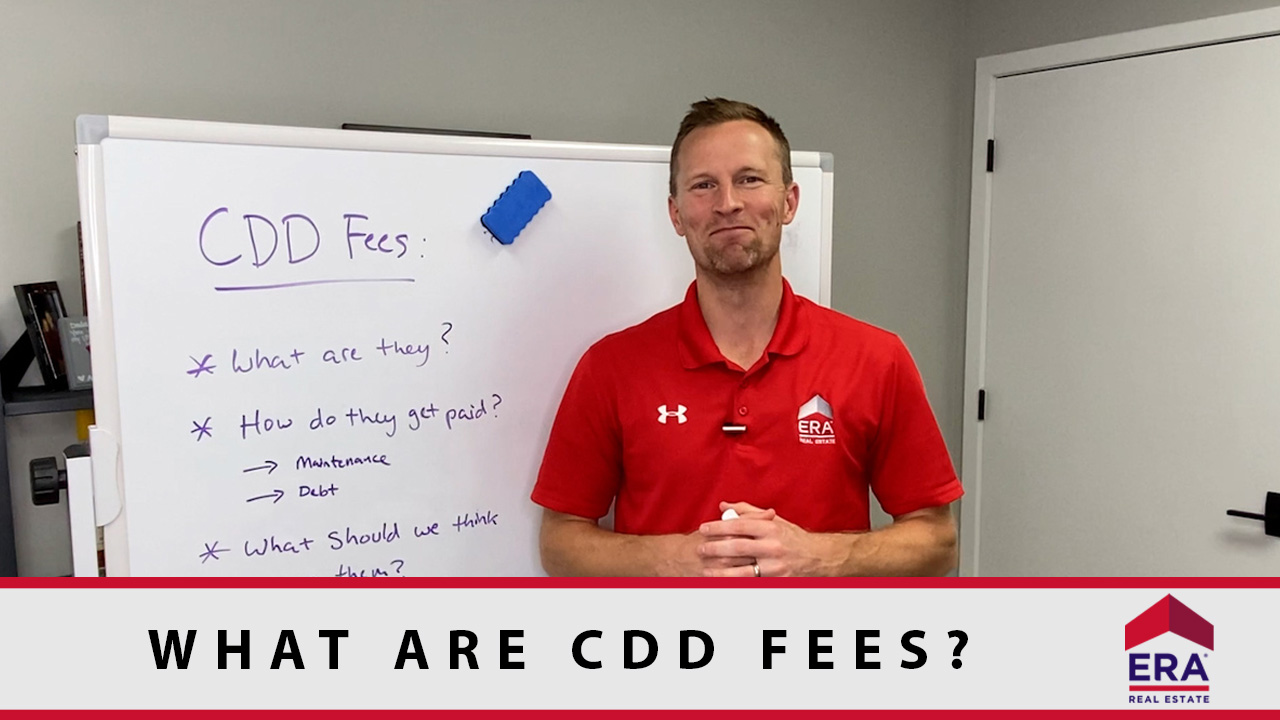 CDD Fees:
* What are they?
* How do they get paid?
→ Maintenance
→ Debt
* What should we think
them?
ERA
REAL ESTATE
WHAT ARE CDD FEES?
ERA®
REAL ESTATE